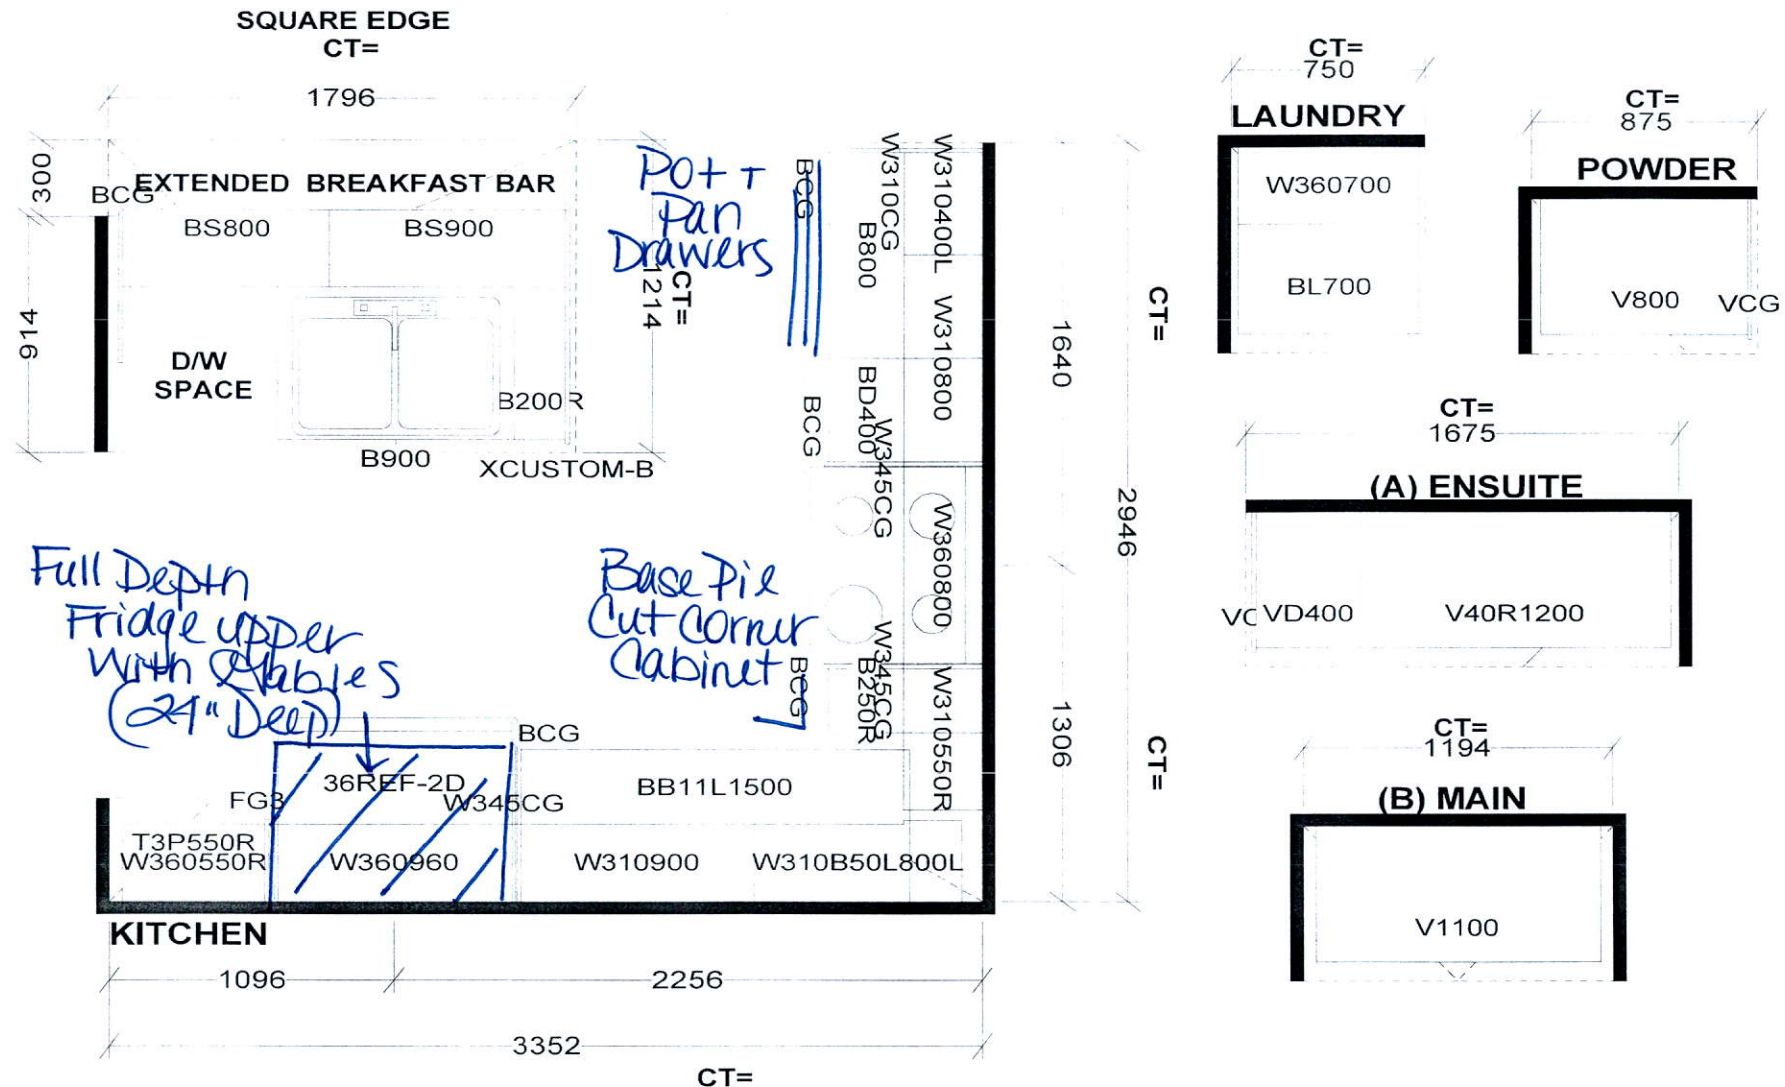 SQUARE EDGE
CT=
1796
300
BCG
EXTENDED BREAKFAST BAR
BS800
BS900
914
D/W
SPACE
B200R
B900
XCUSTOM-B
1214
CT=
Pot +
Pan
Drawers
BCG
W310CG
W310400L
B800
W310800
BD400
BCG
W345CG
W360800
W345CG
BCG
B250R
W310550R
1640
2946
1306
CT=
CT=
Full Depth
Fridge upper
With Gables
(24" Deep)
Base Pie
Cut Corner
Cabinet
BCG
36REF-2D
FG3
W345CG
BB11L1500
T3P550R
W360550R
W360960
W310900
W310B50L800L
KITCHEN
1096
2256
3352
CT=
CT=
750
LAUNDRY
W360700
BL700
CT=
875
POWDER
V800
VCG
CT=
1675
(A) ENSUITE
VC
VD400
V40R1200
CT=
1194
(B) MAIN
V1100